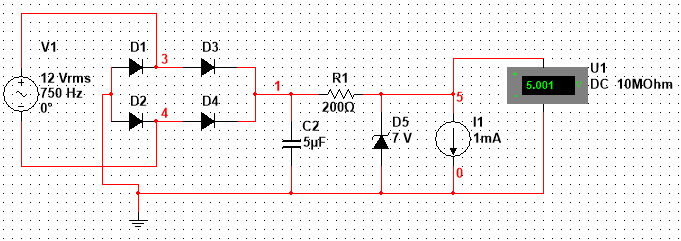 V1
12 Vrms
750 Hz
0°
D1
3
D3
D2
4
D4
1
R1
200Ω
C2
5µF
D5
7 V
5
I1
1mA
0
5.001
U1
DC 10MOhm